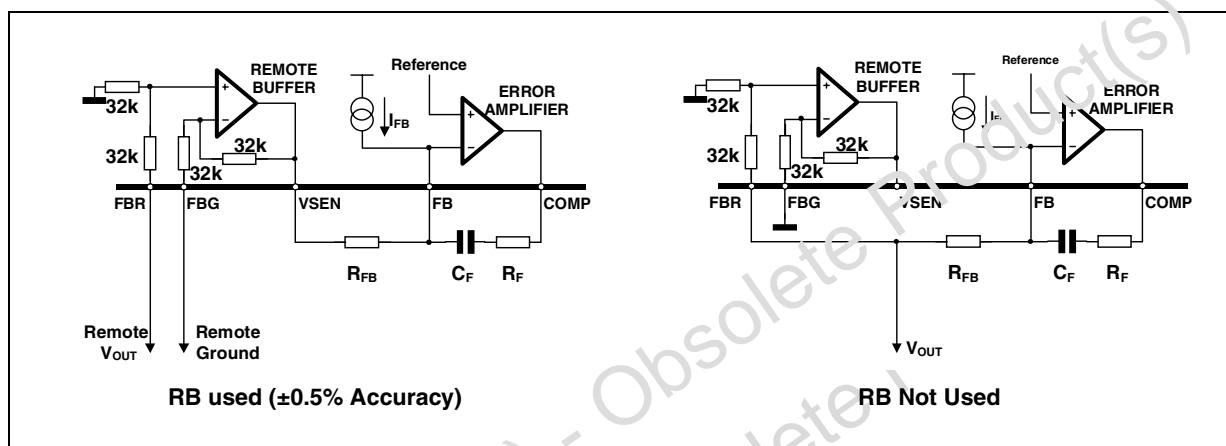 REMOTE
BUFFER
Reference
ERROR
AMPLIFIER
32k
I_FB
32k
32k
32k
FBR
FBG
VSEN
FB
COMP
R_FB
C_F
R_F
Remote
V_OUT
Remote
Ground
RB used (±0.5% Accuracy)
REMOTE
BUFFER
Reference
ERROR
AMPLIFIER
32k
32k
32k
32k
FBR
FBG
VSEN
FB
COMP
R_FB
C_F
R_F
V_OUT
RB Not Used
- Obsolete Product(s)
Obsolete